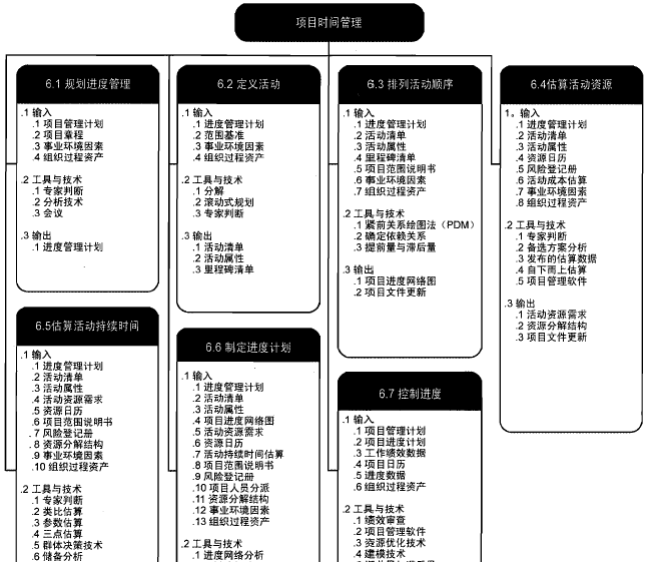 项目时间管理
6.1 规划进度管理
.1 输入
.1 项目管理计划
.2 项目章程
.3 事业环境因素
.4 组织过程资产
.2 工具与技术
.1 专家判断
.2 分析技术
.3 会议
.3 输出
.1 进度管理计划
6.2 定义活动
.1 输入
.1 进度管理计划
.2 范围基准
.3 事业环境因素
.4 组织过程资产
.2 工具与技术
.1 分解
.2 滚动式规划
.3 专家判断
.3 输出
.1 活动清单
.2 活动属性
.3 里程碑清单
6.3 排列活动顺序
.1 输入
.1 进度管理计划
.2 活动清单
.3 活动属性
.4 里程碑清单
.5 项目范围说明书
.6 事业环境因素
.7 组织过程资产
.2 工具与技术
.1 紧前关系绘图法（PDM）
.2 确定依赖关系
.3 提前量与滞后量
.3 输出
.1 项目进度网络图
.2 项目文件更新
6.4估算活动资源
1。输入
.1 进度管理计划
.2 活动清单
.3 活动属性
.4 资源日历
.5 风险登记册
.6 活动成本估算
.7 事业环境因素
.8 组织过程资产
.2 工具与技术
.1 专家判断
.2 备选方案分析
.3 发布的估算数据
.4 自下而上估算
.5 项目管理软件
.3 输出
.1 活动资源需求
.2 资源分解结构
.3 项目文件更新
6.5估算活动持续时间
.1 输入
.1 进度管理计划
.2 活动清单
.3 活动属性
.4 活动资源需求
.5 资源日历
.6 项目范围说明书
.7 风险登记册
.8 资源分解结构
.9 事业环境因素
.10 组织过程资产
.2 工具与技术
.1 专家判断
.2 类比估算
.3 参数估算
.4 三点估算
.5 群体决策技术
.6 储备分析
6.6 制定进度计划
.1 输入
.1 进度管理计划
.2 活动清单
.3 活动属性
.4 项目进度网络图
.5 活动资源需求
.6 资源日历
.7 活动持续时间估算
.8 项目范围说明书
.9 风险登记册
.10 项目人员分派
.11 资源分解结构
.12 事业环境因素
.13 组织过程资产
.2 工具与技术
.1 进度网络分析
6.7 控制进度
.1 输入
.1 项目管理计划
.2 项目进度计划
.3 工作绩效数据
.4 项目日历
.5 进度数据
.6 组织过程资产
.2 工具与技术
.1 绩效审查
.2 项目管理软件
.3 资源优化技术
.4 建模技术